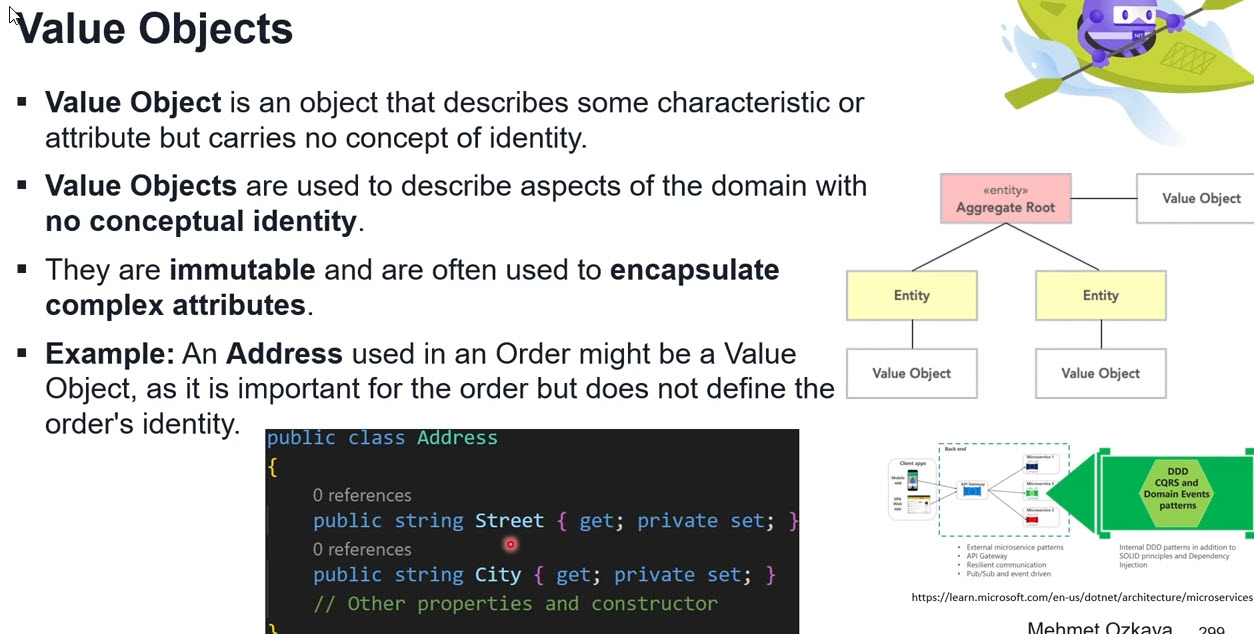 Value Objects
▪ Value Object is an object that describes some characteristic or
attribute but carries no concept of identity.
▪ Value Objects are used to describe aspects of the domain with
no conceptual identity.
▪ They are immutable and are often used to encapsulate
complex attributes.
▪ Example: An Address used in an Order might be a Value
Object, as it is important for the order but does not define the
order's identity.
public class Address
{
0 references
public string Street { get; private set; }
0 references
public string City { get; private set; }
// Other properties and constructor
}
.NET
«entity»
Aggregate Root
Value Object
Entity
Entity
Value Object
Value Object
Back end
Client apps
Mobile
app
SPA
Web
app
API Gateway
Microservice 1
Microservice 2
Microservice 3
DDD
CQRS and
Domain Events
patterns
• External microservice patterns
• API Gateway
• Resilient communication
• Pub/Sub and event driven
Internal DDD patterns in addition to
SOLID principles and Dependency
Injection
https://learn.microsoft.com/en-us/dotnet/architecture/microservices
Mehmet Ozkaya 299